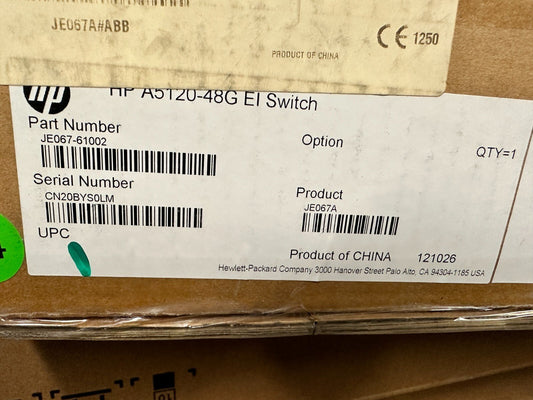 JE067A#ABB
PRODUCT OF CHINA
CE 1250
hp
HP A5120-48G EI Switch
Part Number
JE067-61002
Option
QTY=1
Serial Number
CN20BYS0LM
Product
JE067A
UPC
Product of CHINA 121026
Hewlett-Packard Company 3000 Hanover Street Palo Alto, CA 94304-1185 USA